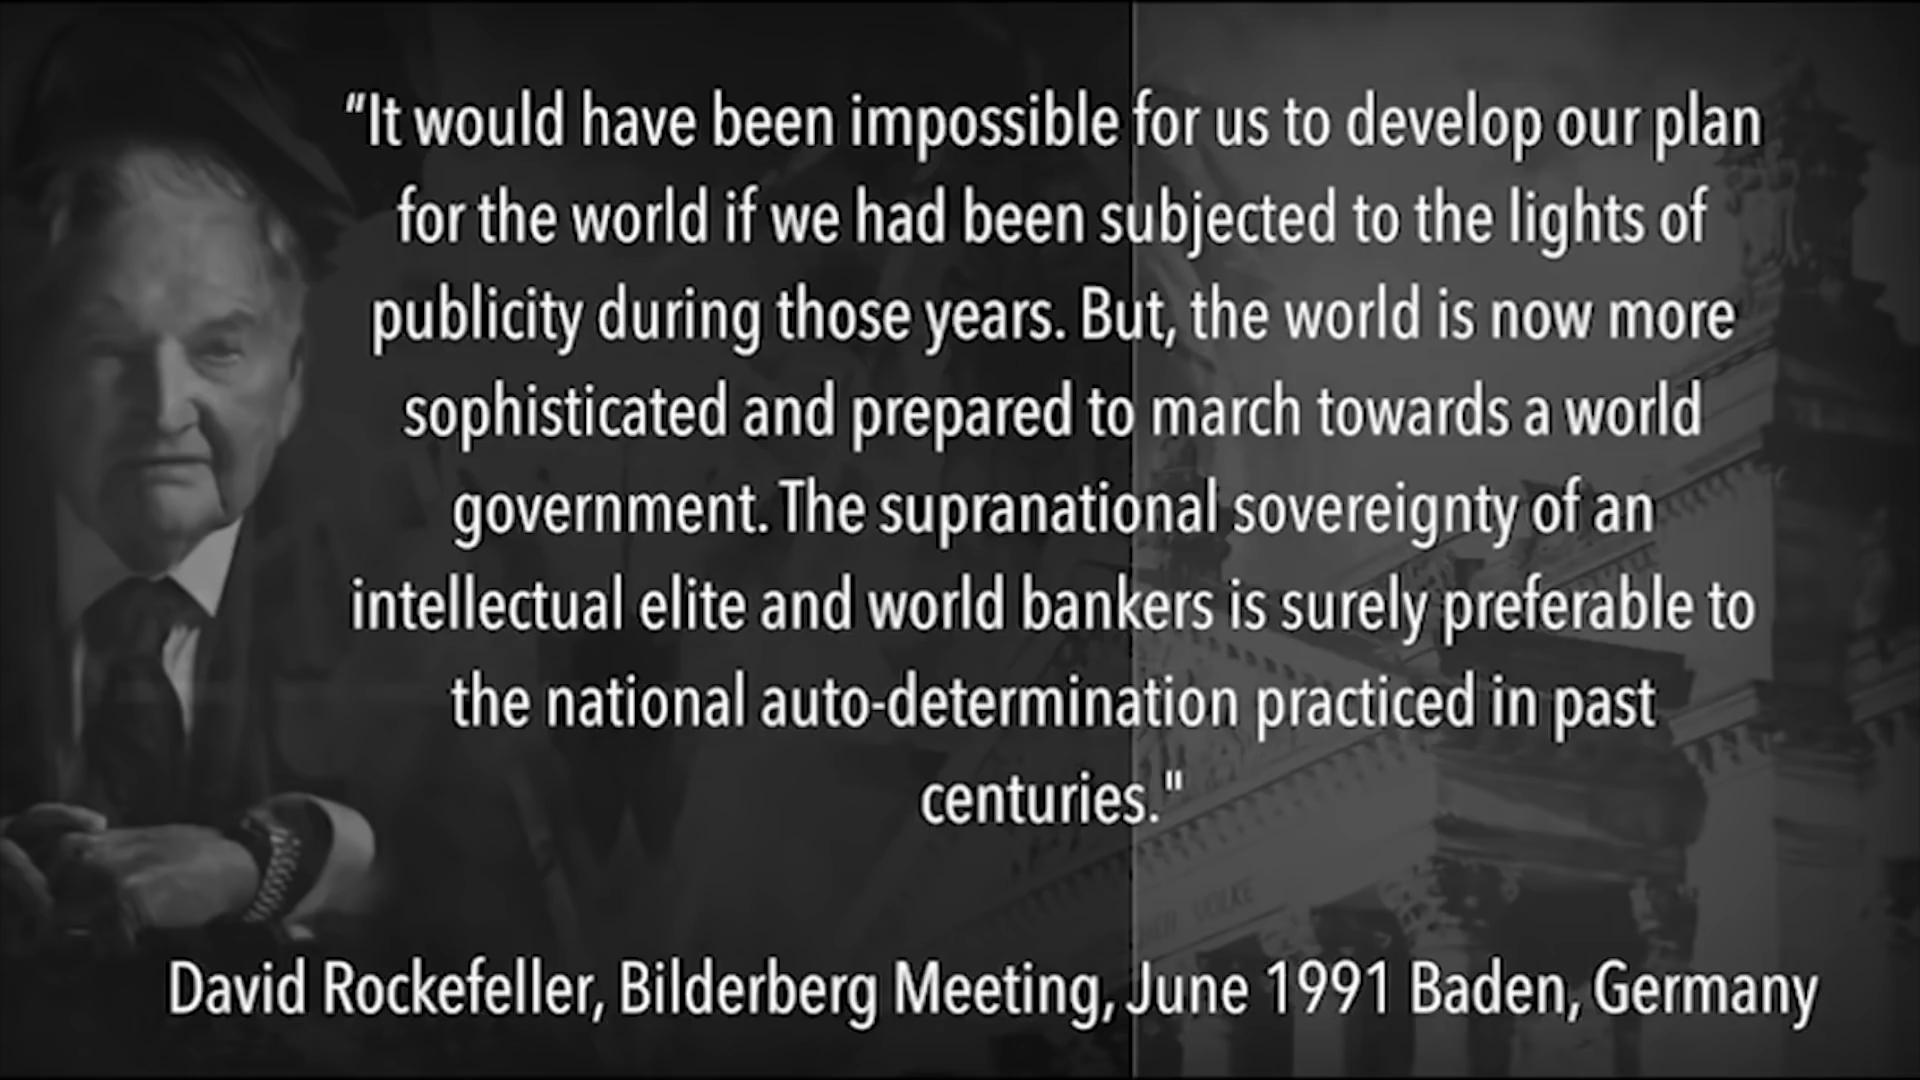 “It would have been impossible for us to develop our plan
for the world if we had been subjected to the lights of
publicity during those years. But, the world is now more
sophisticated and prepared to march towards a world
government. The supranational sovereignty of an
intellectual elite and world bankers is surely preferable to
the national auto-determination practiced in past
centuries."
David Rockefeller, Bilderberg Meeting, June 1991 Baden, Germany